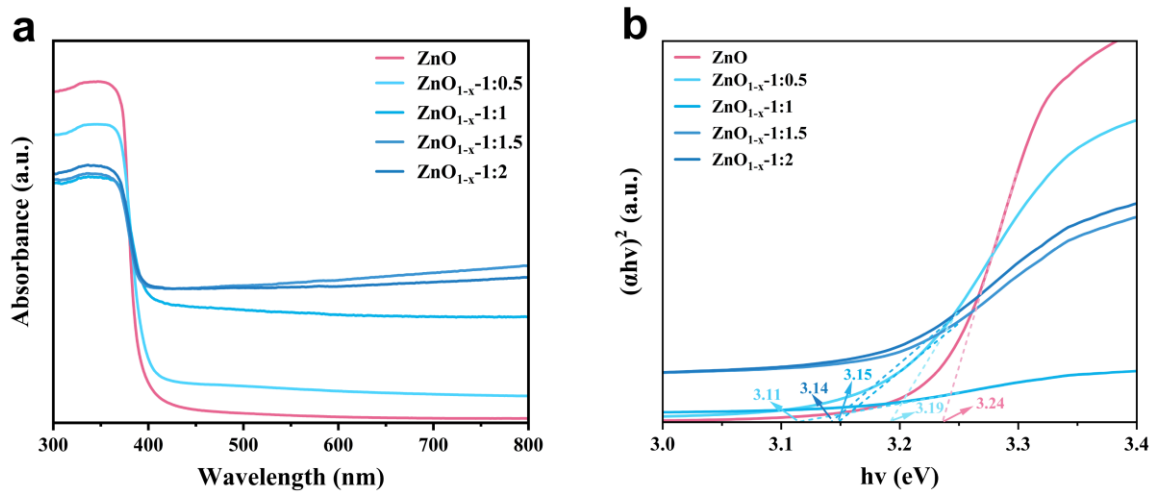 a
ZnO
ZnO₁₋ₓ-1:0.5
ZnO₁₋ₓ-1:1
ZnO₁₋ₓ-1:1.5
ZnO₁₋ₓ-1:2
Absorbance (a.u.)
300 400 500 600 700 800
Wavelength (nm)
b
ZnO
ZnO₁₋ₓ-1:0.5
ZnO₁₋ₓ-1:1
ZnO₁₋ₓ-1:1.5
ZnO₁₋ₓ-1:2
(αhv)² (a.u.)
3.11
3.14
3.15
3.19
3.24
3.0 3.1 3.2 3.3 3.4
hv (eV)